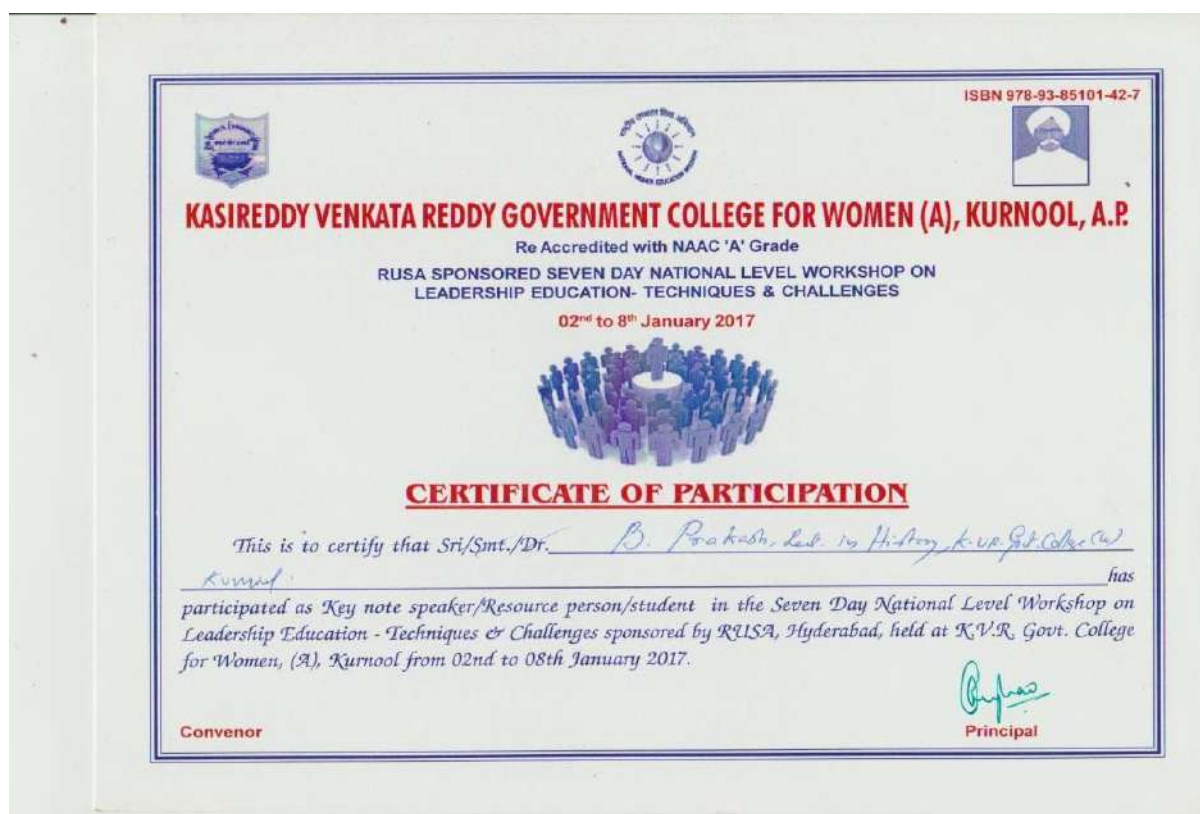 ISBN 978-93-85101-42-7
KASIREDDY VENKATA REDDY GOVERNMENT COLLEGE FOR WOMEN (A), KURNOOL, A.P.
Re Accredited with NAAC 'A' Grade
RUSA SPONSORED SEVEN DAY NATIONAL LEVEL WORKSHOP ON
LEADERSHIP EDUCATION- TECHNIQUES & CHALLENGES
02nd to 8th January 2017
CERTIFICATE OF PARTICIPATION
This is to certify that Sri/Smt./Dr. B. Prakash, Lect. in History, K.V.R. Govt. College (W)
Kurnool. has
participated as Key note speaker/Resource person/student in the Seven Day National Level Workshop on
Leadership Education - Techniques & Challenges sponsored by RUSA, Hyderabad, held at K.V.R. Govt. College
for Women, (A), Kurnool from 02nd to 08th January 2017.
Convenor
Principal